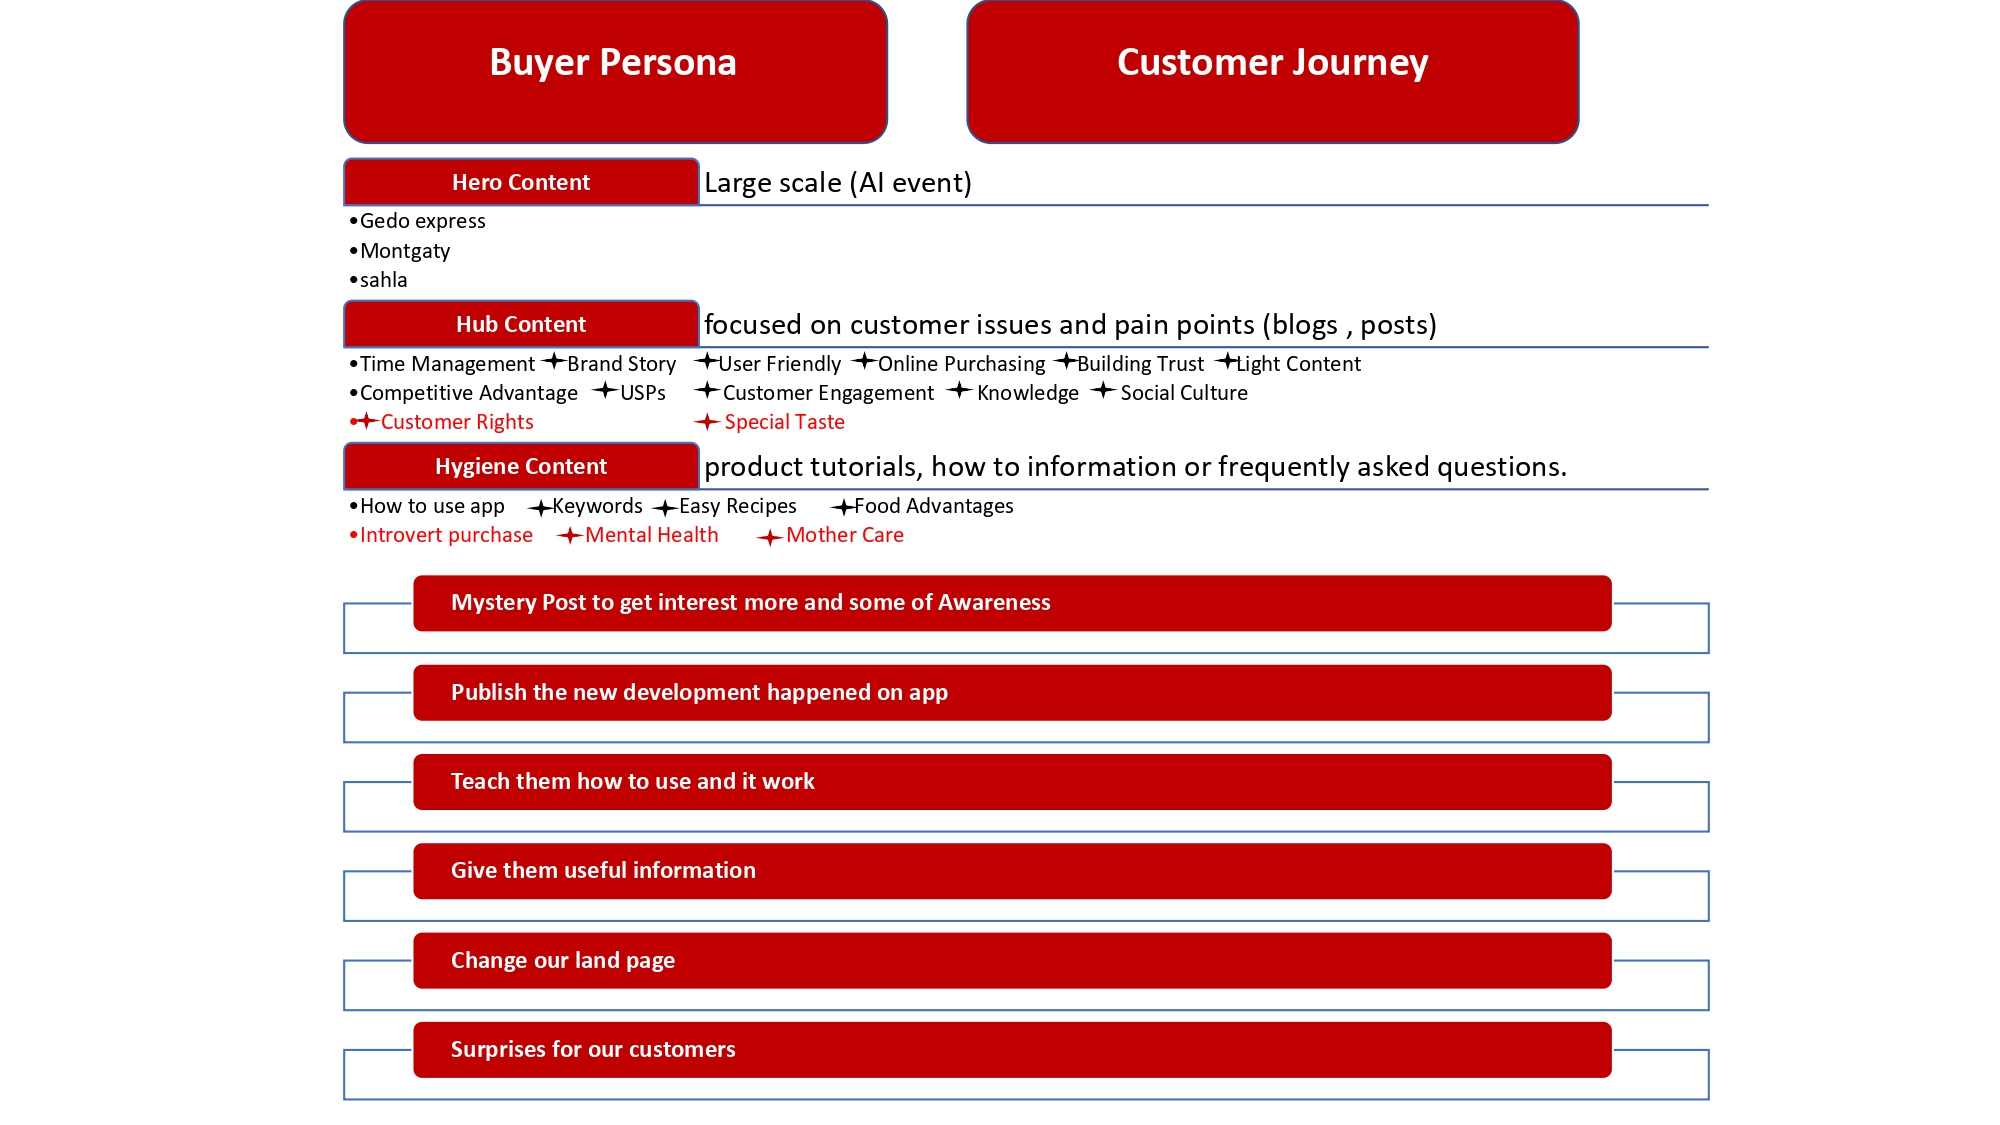 Buyer Persona
Customer Journey
Hero Content
Large scale (AI event)
•Gedo express
•Montgaty
•sahla
Hub Content
focused on customer issues and pain points (blogs , posts)
•Time Management Brand Story User Friendly Online Purchasing Building Trust Light Content
•Competitive Advantage USPs Customer Engagement Knowledge Social Culture
• Customer Rights Special Taste
Hygiene Content
product tutorials, how to information or frequently asked questions.
•How to use app Keywords Easy Recipes Food Advantages
•Introvert purchase Mental Health Mother Care
Mystery Post to get interest more and some of Awareness
Publish the new development happened on app
Teach them how to use and it work
Give them useful information
Change our land page
Surprises for our customers